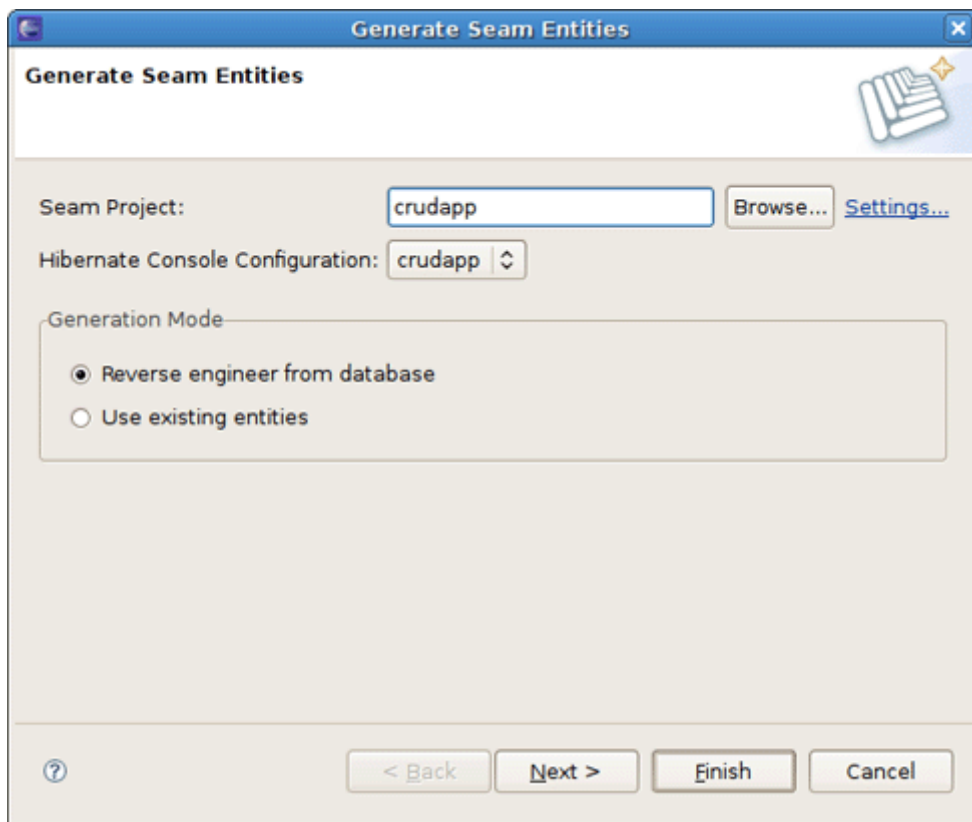 Generate Seam Entities
Generate Seam Entities
Seam Project: crudapp Browse... Settings...
Hibernate Console Configuration: crudapp
Generation Mode
Reverse engineer from database
Use existing entities
? < Back Next > Finish Cancel